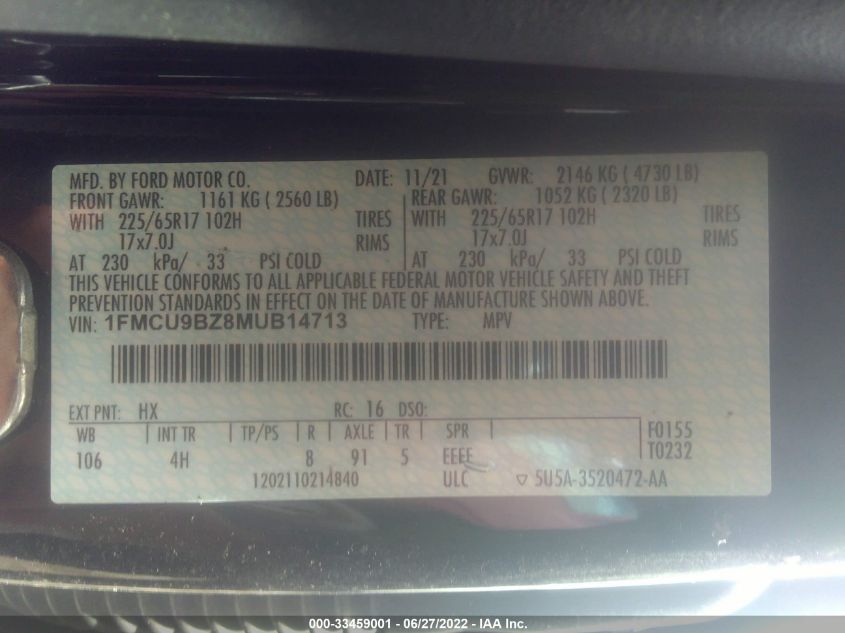 MFD. BY FORD MOTOR CO. DATE: 11/21 GVWR: 2146 KG ( 4730 LB)
FRONT GAWR: 1161 KG ( 2560 LB) REAR GAWR: 1052 KG ( 2320 LB)
WITH 225/65R17 102H TIRES WITH 225/65R17 102H TIRES
17x7.0J RIMS 17x7.0J RIMS
AT 230 kPa/ 33 PSI COLD AT 230 kPa/ 33 PSI COLD
THIS VEHICLE CONFORMS TO ALL APPLICABLE FEDERAL MOTOR VEHICLE SAFETY AND THEFT
PREVENTION STANDARDS IN EFFECT ON THE DATE OF MANUFACTURE SHOWN ABOVE.
VIN: 1FMCU9BZ8MUB14713 TYPE: MPV
EXT PNT: HX RC: 16 DSO:
WB INT TR TP/PS R AXLE TR SPR F0155
106 4H 8 91 5 EEEE T0232
1202110214840 ULC ▽ 5U5A-3520472-AA
000-33459001 - 06/27/2022 - IAA Inc.